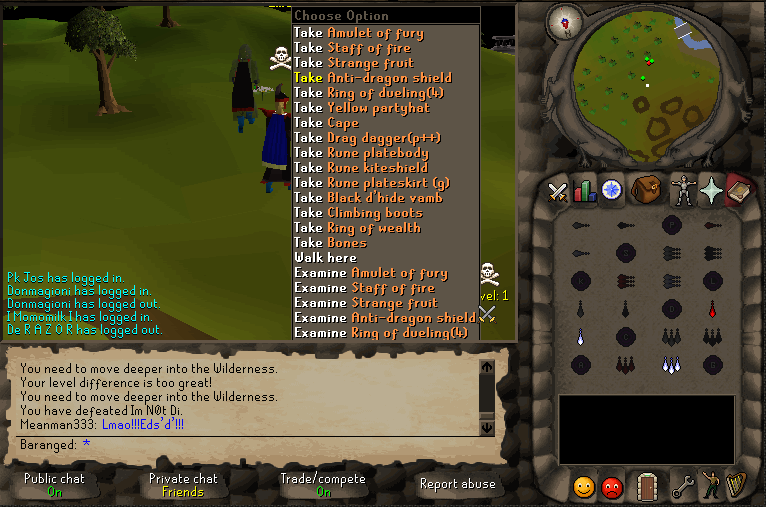 Choose Option
Take Amulet of fury
Take Staff of fire
Take Strange fruit
Take Anti-dragon shield
Take Ring of dueling(4)
Take Yellow partyhat
Take Cape
Take Drag dagger(p++)
Take Rune platebody
Take Rune kiteshield
Take Rune plateskirt (g)
Take Black d'hide vamb
Take Climbing boots
Take Ring of wealth
Take Bones
Walk here
Examine Amulet of fury
Examine Staff of fire
Examine Strange fruit
Examine Anti-dragon shield
Examine Ring of dueling(4)
vel: 1
Pk Jos has logged in.
Donmagioni has logged in.
Donmagioni has logged out.
I Momomilk I has logged in.
De R A Z O R has logged out.
You need to move deeper into the Wilderness.
Your level difference is too great!
You need to move deeper into the Wilderness.
You have defeated Im N0t Di.
Meanman333: Lmao!!!Eds'd'!!!
Baranged: *
Public chat
On
Private chat
Friends
Trade/compete
On
Report abuse